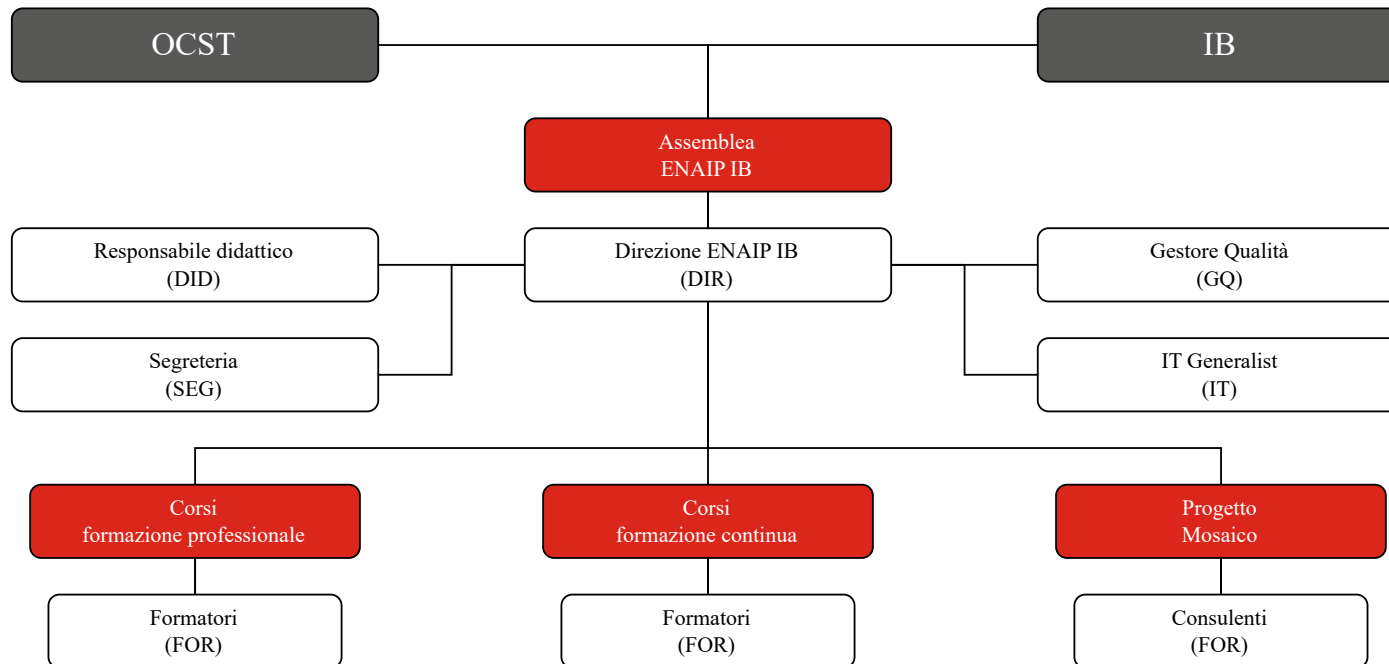 OCST
IB
Assemblea
ENAIP IB
Responsabile didattico
(DID)
Direzione ENAIP IB
(DIR)
Gestore Qualità
(GQ)
Segreteria
(SEG)
IT Generalist
(IT)
Corsi
formazione professionale
Corsi
formazione continua
Progetto
Mosaico
Formatori
(FOR)
Formatori
(FOR)
Consulenti
(FOR)